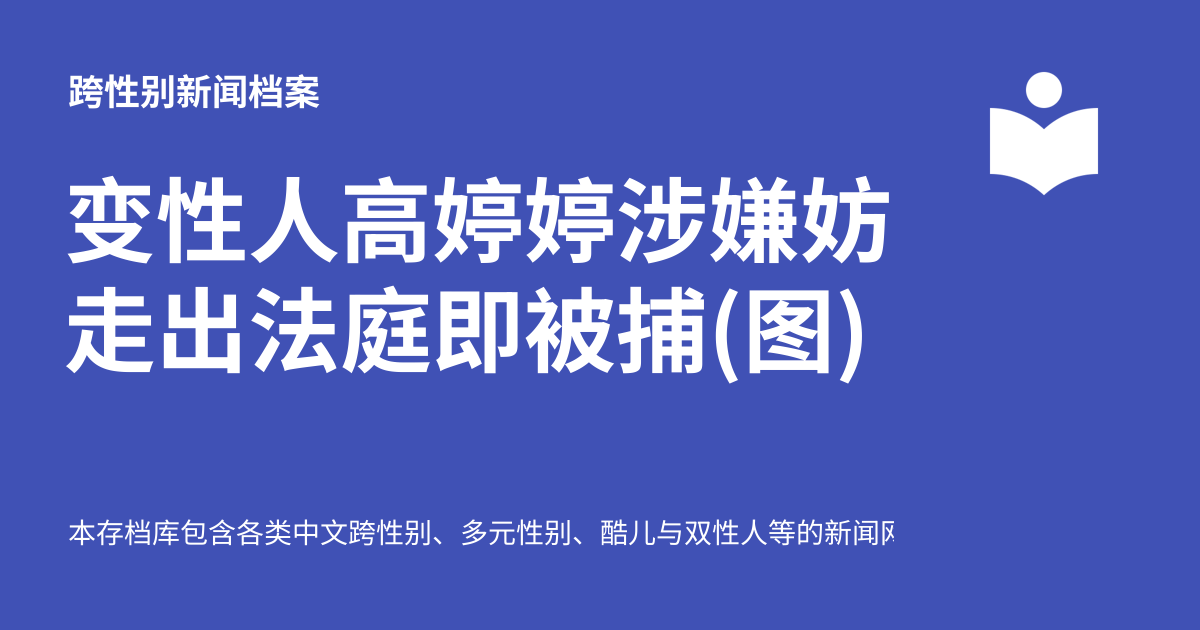 跨性别新闻档案
变性人高婷婷涉嫌妨
走出法庭即被捕(图)
本存档库包含各类中文跨性别、多元性别、酷儿与双性人等的新闻